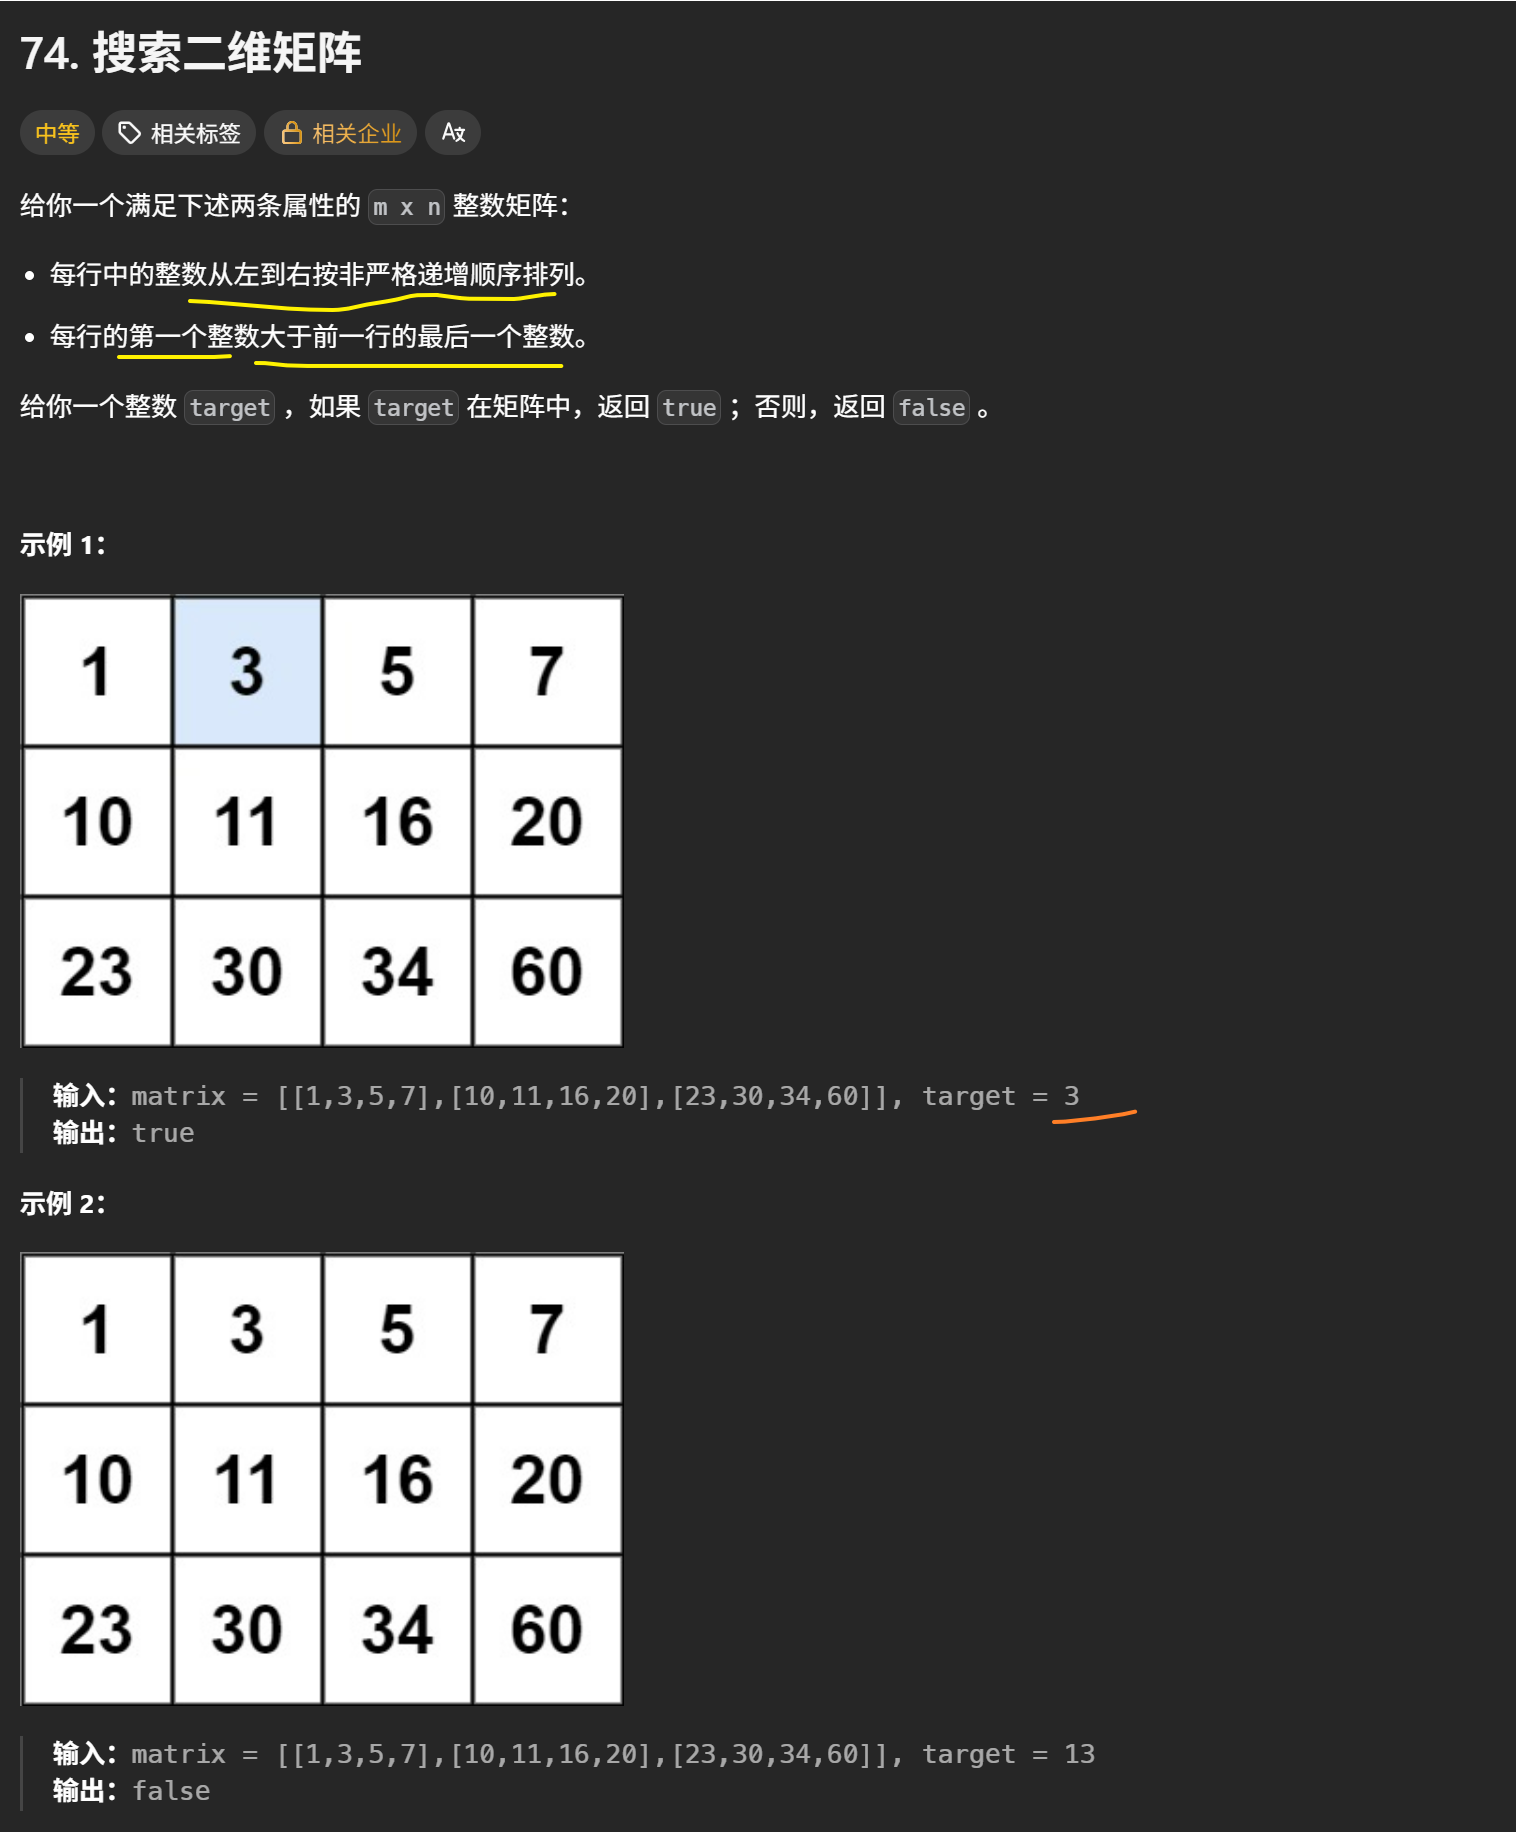 74. 搜索二维矩阵
中等 相关标签 相关企业
给你一个满足下述两条属性的 m x n 整数矩阵：
• 每行中的整数从左到右按非严格递增顺序排列。
• 每行的第一个整数大于前一行的最后一个整数。
给你一个整数 target ，如果 target 在矩阵中，返回 true ；否则，返回 false 。
示例 1：
1 3 5 7
10 11 16 20
23 30 34 60
输入：matrix = [[1,3,5,7],[10,11,16,20],[23,30,34,60]], target = 3
输出：true
示例 2：
1 3 5 7
10 11 16 20
23 30 34 60
输入：matrix = [[1,3,5,7],[10,11,16,20],[23,30,34,60]], target = 13
输出：false